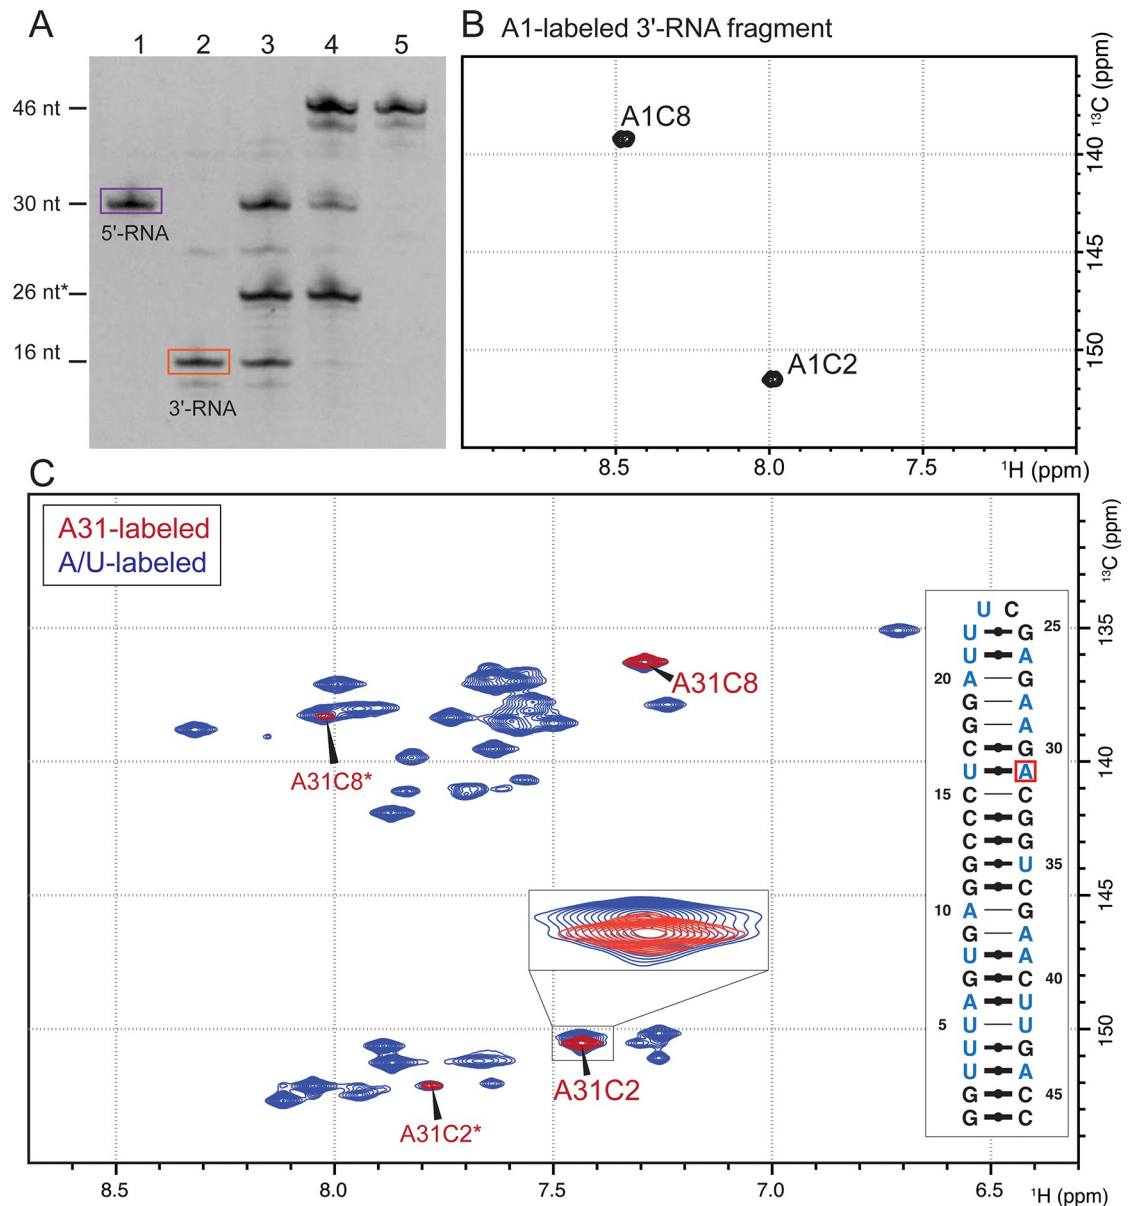 A
1 2 3 4 5
46 nt
30 nt
5'-RNA
26 nt*
16 nt
3'-RNA
B A1-labeled 3'-RNA fragment
A1C8
A1C2
140
145
150
¹³C (ppm)
8.5 8.0 7.5 ¹H (ppm)
C
A31-labeled
A/U-labeled
A31C8
A31C8*
A31C2
A31C2*
135
140
145
150
¹³C (ppm)
8.5 8.0 7.5 7.0 6.5 ¹H (ppm)
U C
U G 25
U A
20 A G
G A
C G 30
U A
15 C C
C G
C G
G U 35
G C
10 A G
G A
U A
G C 40
A U
5 U U
U G
U A
G C 45
G C